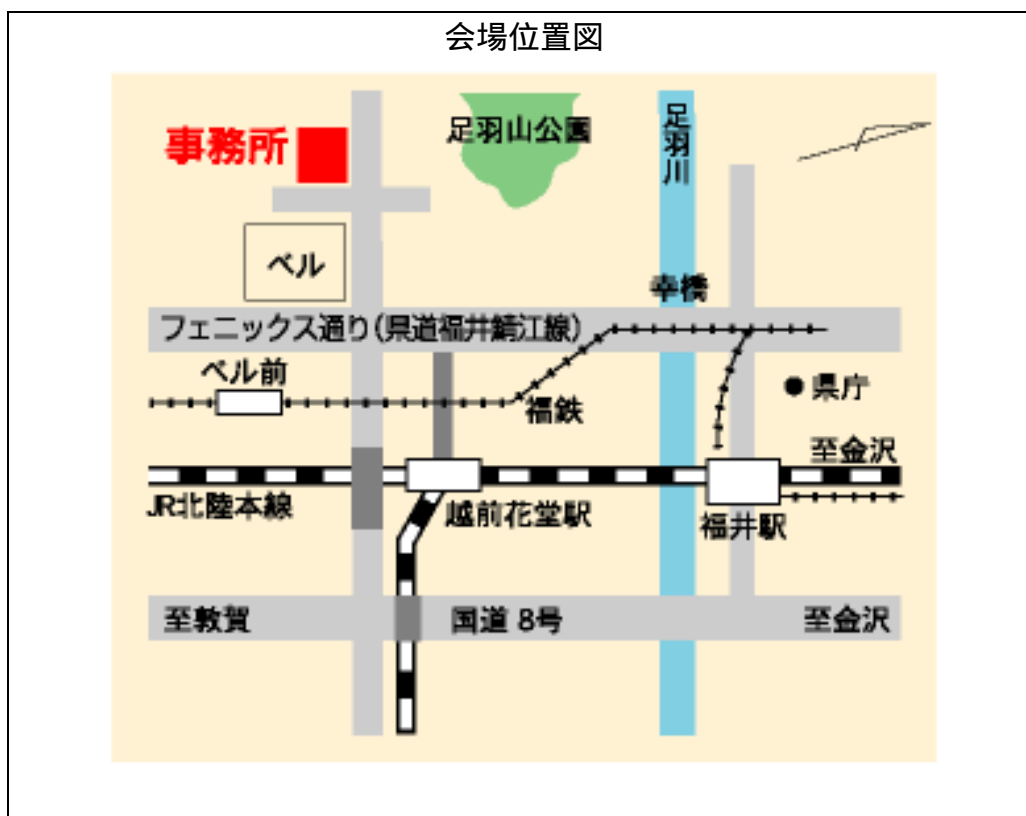 会場位置図
事務所
足羽山公園
足羽川
ベル
幸橋
フェニックス通り(県道福井鯖江線)
ベル前
県庁
福鉄
至金沢
JR北陸本線
越前花堂駅
福井駅
至敦賀
国道 8号
至金沢